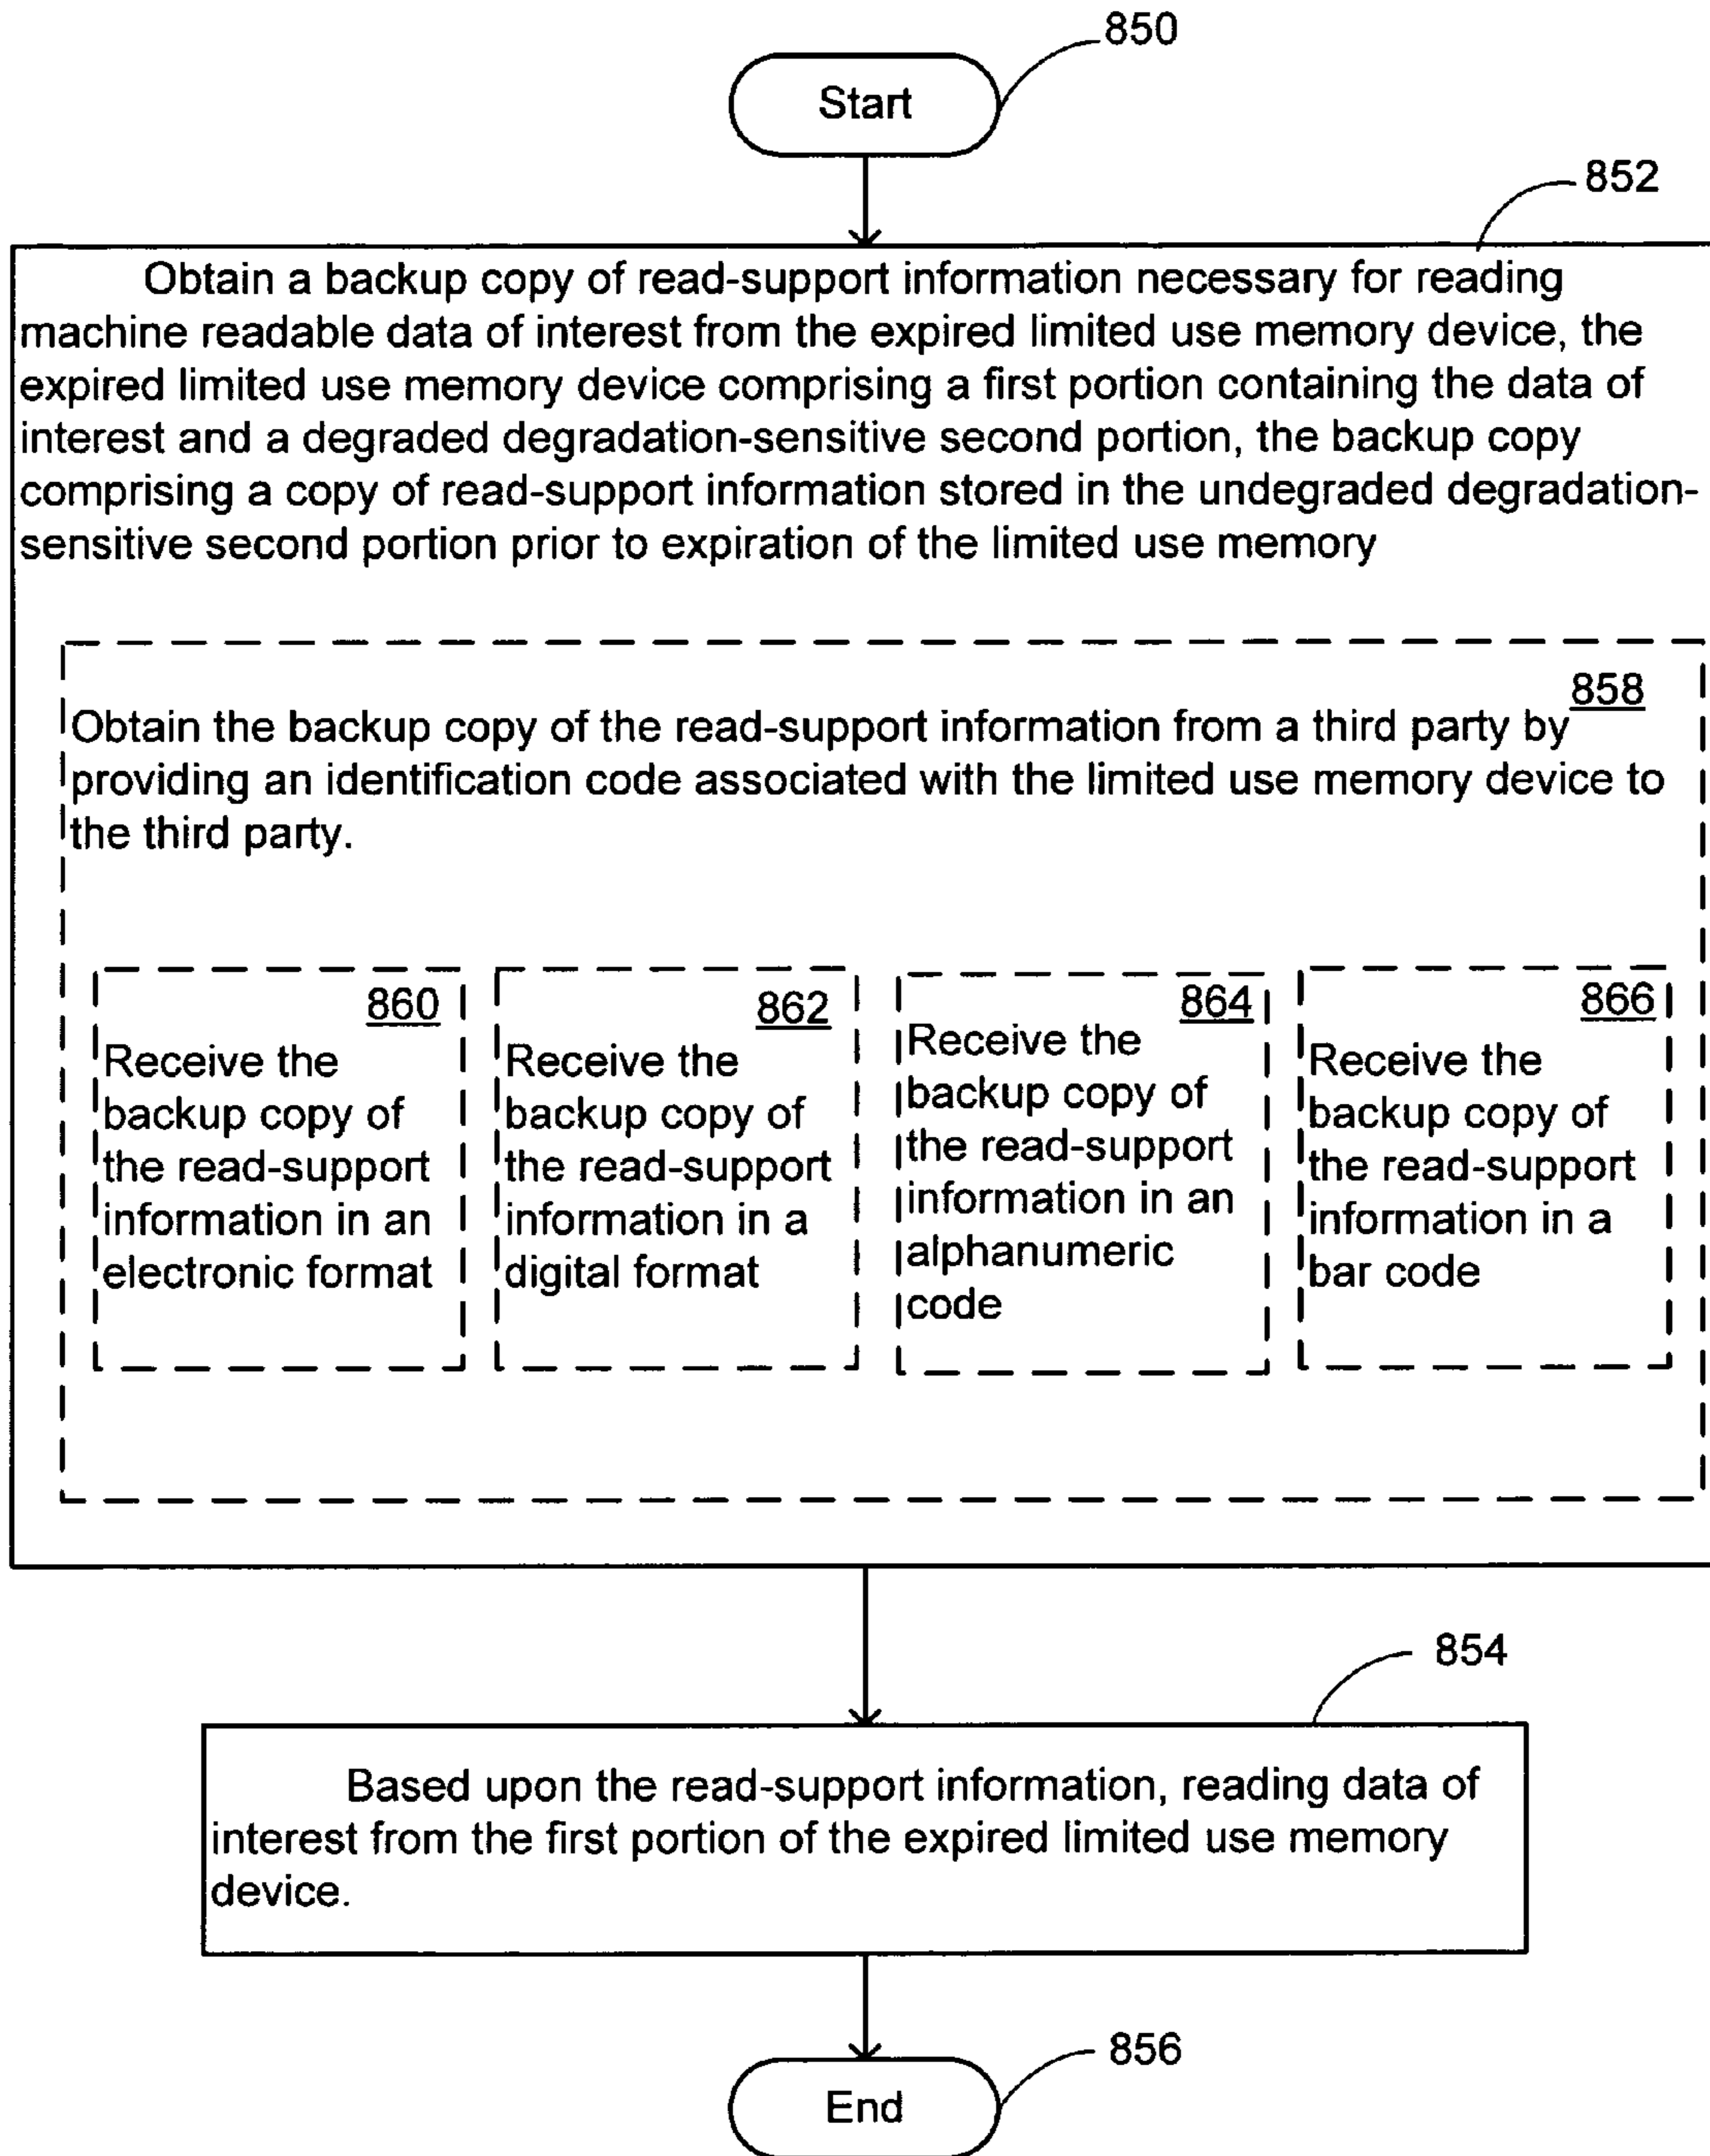 850
Start
852
Obtain a backup copy of read-support information necessary for reading
machine readable data of interest from the expired limited use memory device, the
expired limited use memory device comprising a first portion containing the data of
interest and a degraded degradation-sensitive second portion, the backup copy
comprising a copy of read-support information stored in the undegraded degradation-
sensitive second portion prior to expiration of the limited use memory
858
Obtain the backup copy of the read-support information from a third party by
providing an identification code associated with the limited use memory device to
the third party.
860
Receive the
backup copy of
the read-support
information in an
electronic format
862
Receive the
backup copy of
the read-support
information in a
digital format
864
Receive the
backup copy of
the read-support
information in an
alphanumeric
code
866
Receive the
backup copy of
the read-support
information in a
bar code
854
Based upon the read-support information, reading data of
interest from the first portion of the expired limited use memory
device.
856
End